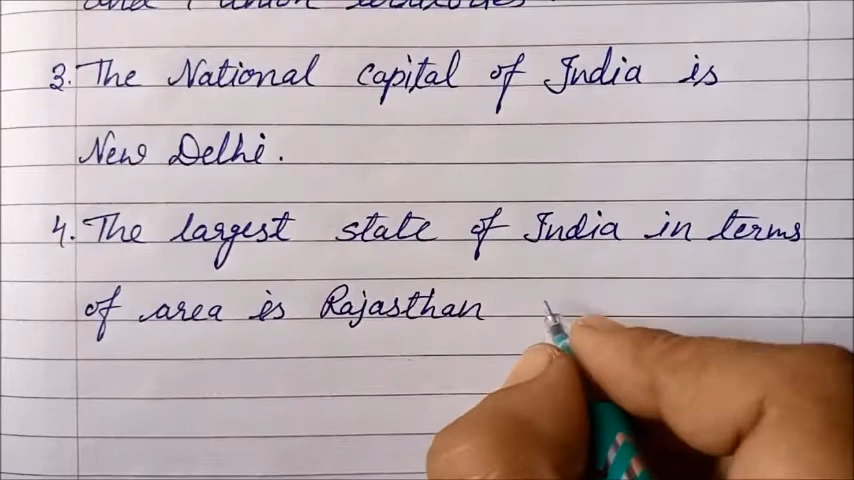 3. The National capital of India is
New Delhi.
4. The largest state of India in terms
of area is Rajasthan